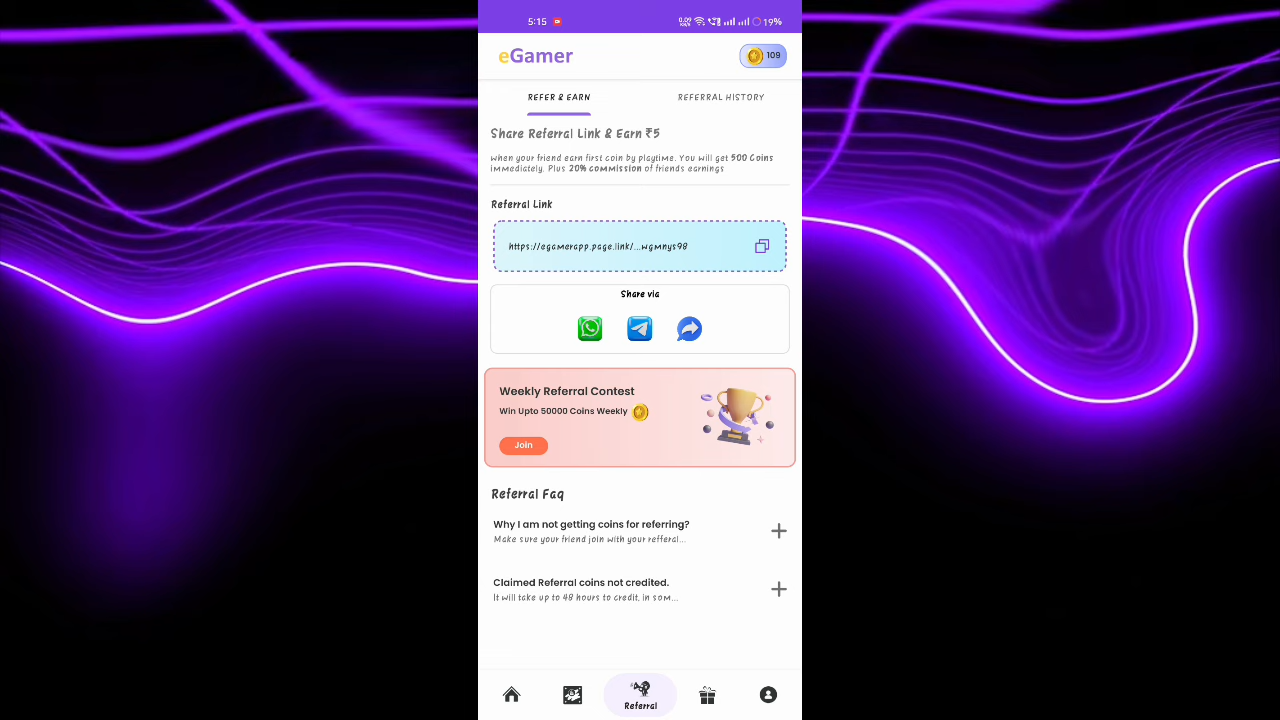 5:15
19%
eGamer
109
REFER & EARN
REFERRAL HISTORY
Share Referral Link & Earn ₹5
When your friend earn first coin by playtime. You will get 500 Coins
immediately. Plus 20% commission of friends earnings
Referral Link
https://egamerapp.page.link/...wgmnys98
Share via
Weekly Referral Contest
Win Upto 50000 Coins Weekly
Join
Referral Faq
Why I am not getting coins for referring?
Make sure your friend join with your refferal...
Claimed Referral coins not credited.
It will take up to 48 hours to credit, in som...
Referral